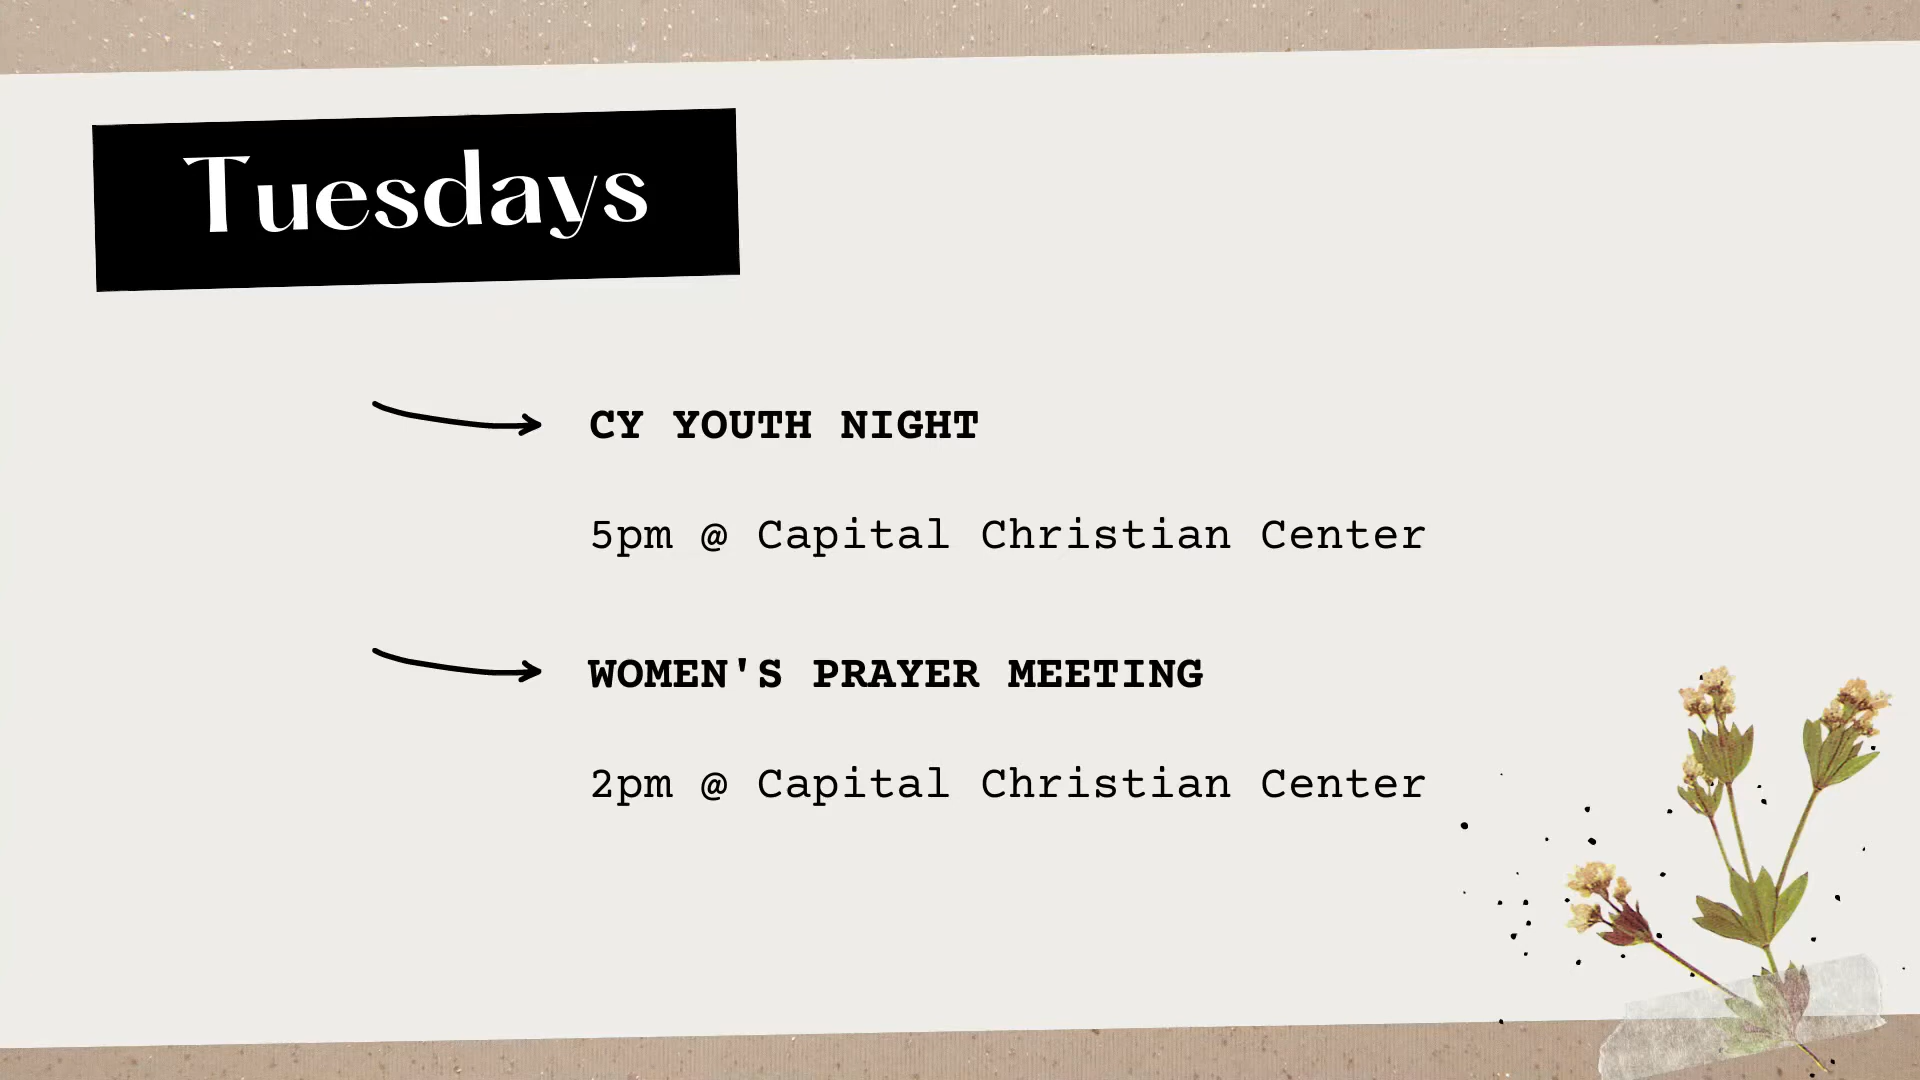 Tuesdays
CY YOUTH NIGHT
5pm @ Capital Christian Center
WOMEN'S PRAYER MEETING
2pm @ Capital Christian Center